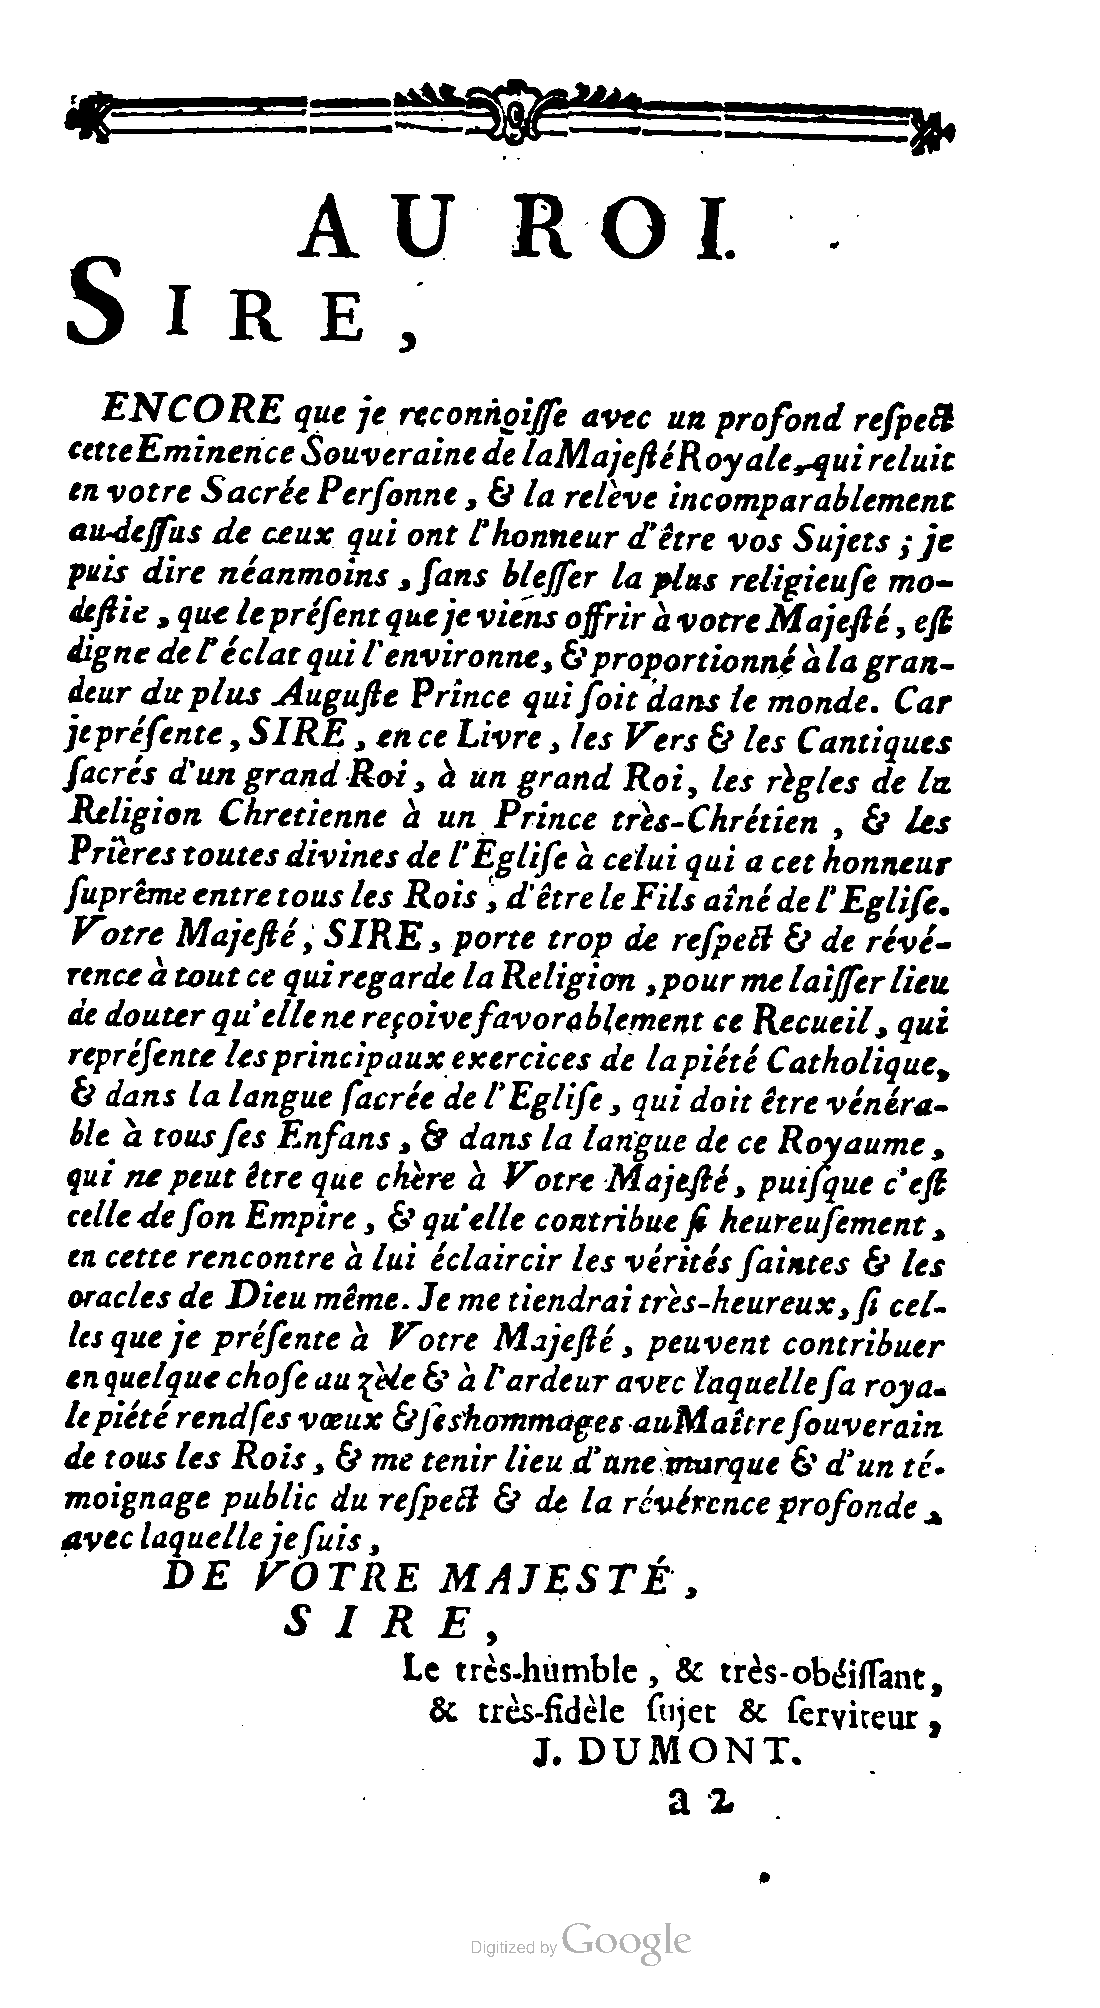 AU ROI.
SIRE,
ENCORE que je reconnoiſſe avec un profond reſpect
cette Eminence Souveraine de la Majeſté Royale, qui reluit
en votre Sacrée Perſonne, & la relève incomparablement
au-deſſus de ceux qui ont l'honneur d'être vos Sujets ; je
puis dire néanmoins, ſans bleſſer la plus religieuſe mo-
deſtie, que le préſent que je viens offrir à votre Majeſté, eſt
digne de l'éclat qui l'environne, & proportionné à la gran-
deur du plus Auguſte Prince qui ſoit dans le monde. Car
je préſente, SIRE, en ce Livre, les Vers & les Cantiques
ſacrés d'un grand Roi, à un grand Roi, les règles de la
Religion Chretienne à un Prince très-Chrétien, & les
Prières toutes divines de l'Egliſe à celui qui a cet honneur
ſuprême entre tous les Rois, d'être le Fils aîné de l'Egliſe.
Votre Majeſté, SIRE, porte trop de reſpect & de révé-
rence à tout ce qui regarde la Religion, pour me laiſſer lieu
de douter qu'elle ne reçoive favorablement ce Recueil, qui
repréſente les principaux exercices de la piété Catholique,
& dans la langue ſacrée de l'Egliſe, qui doit être vénéra-
ble à tous ſes Enfans, & dans la langue de ce Royaume,
qui ne peut être que chère à Votre Majeſté, puiſque c'eſt
celle de ſon Empire, & qu'elle contribue ſi heureuſement,
en cette rencontre à lui éclaircir les vérités ſaintes & les
oracles de Dieu même. Je me tiendrai très-heureux, ſi cel-
les que je préſente à Votre Majeſté, peuvent contribuer
en quelque choſe au zèle & à l'ardeur avec laquelle ſa roya-
le piété rend ſes vœux & ſes hommages au Maître ſouverain
de tous les Rois, & me tenir lieu d'une marque & d'un té-
moignage public du reſpect & de la révérence profonde,
avec laquelle je ſuis,
DE VOTRE MAJESTÉ,
SIRE,
Le très-humble, & très-obéiſſant,
& très-fidèle ſujet & ſerviteur,
J. DUMONT.
a 2
Digitized by Google